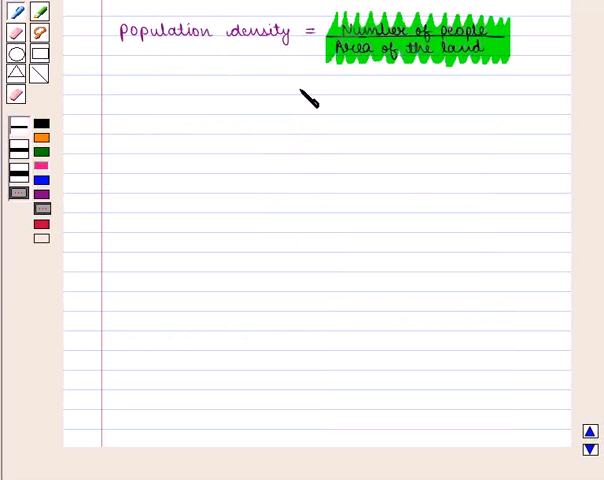 Population density = Number of people
Area of the land